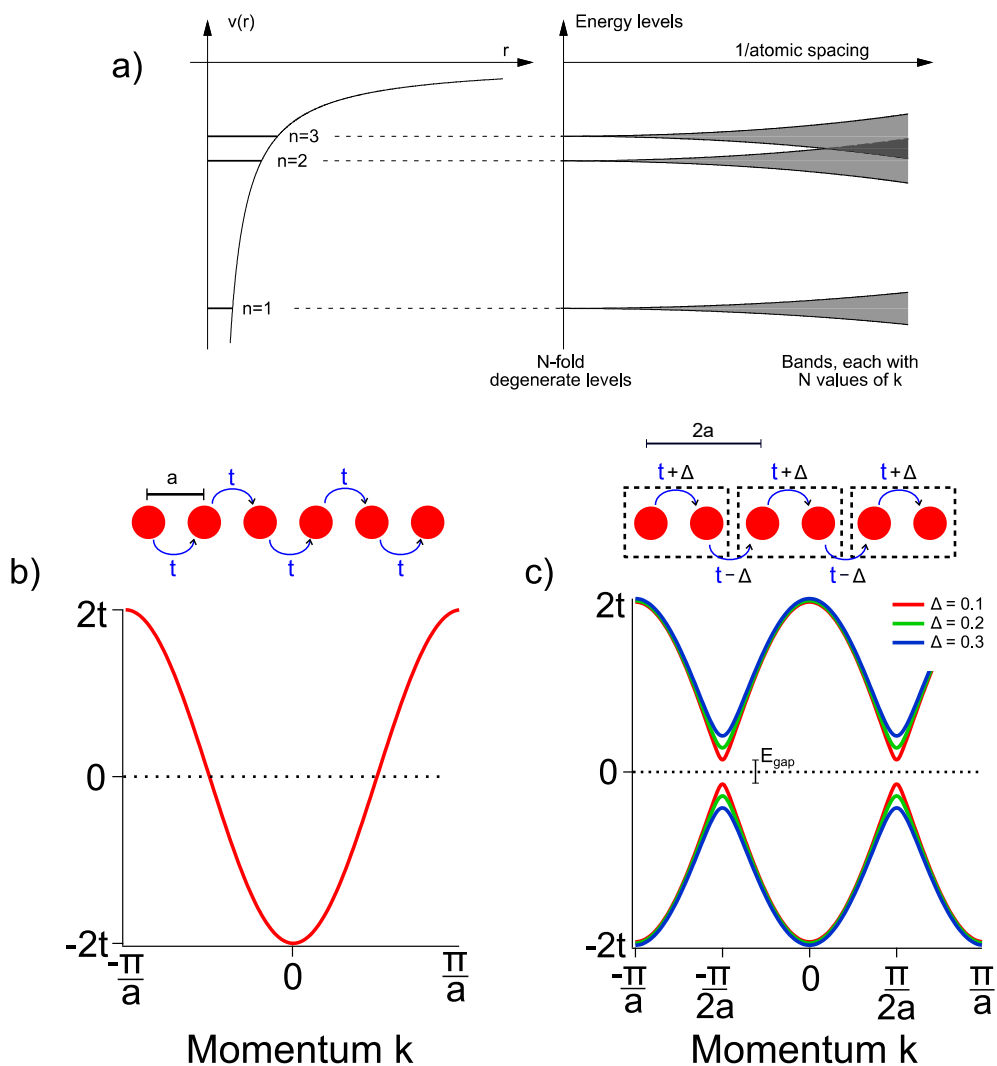 a)
v(r)
r
n=3
n=2
n=1
Energy levels
1/atomic spacing
N-fold
degenerate levels
Bands, each with
N values of k
b)
a
t
t
t
t
t
2t
0
-2t
-π/a
0
π/a
Momentum k
c)
2a
t+Δ
t+Δ
t+Δ
t−Δ
t−Δ
Δ = 0.1
Δ = 0.2
Δ = 0.3
2t
0
-2t
Egap
-π/a
-π/2a
0
π/2a
π/a
Momentum k